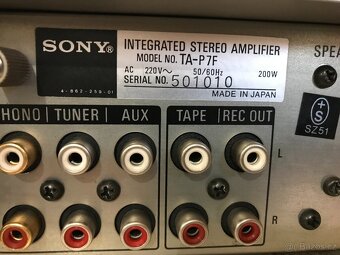 SONY®
INTEGRATED STEREO AMPLIFIER
MODEL NO. TA-P7F
AC 220V~ 50/60Hz 200W
SERIAL NO. 501010
MADE IN JAPAN
4-862-259-01
SPEA
PHONO TUNER AUX TAPE REC OUT
S
SZ51
L
R